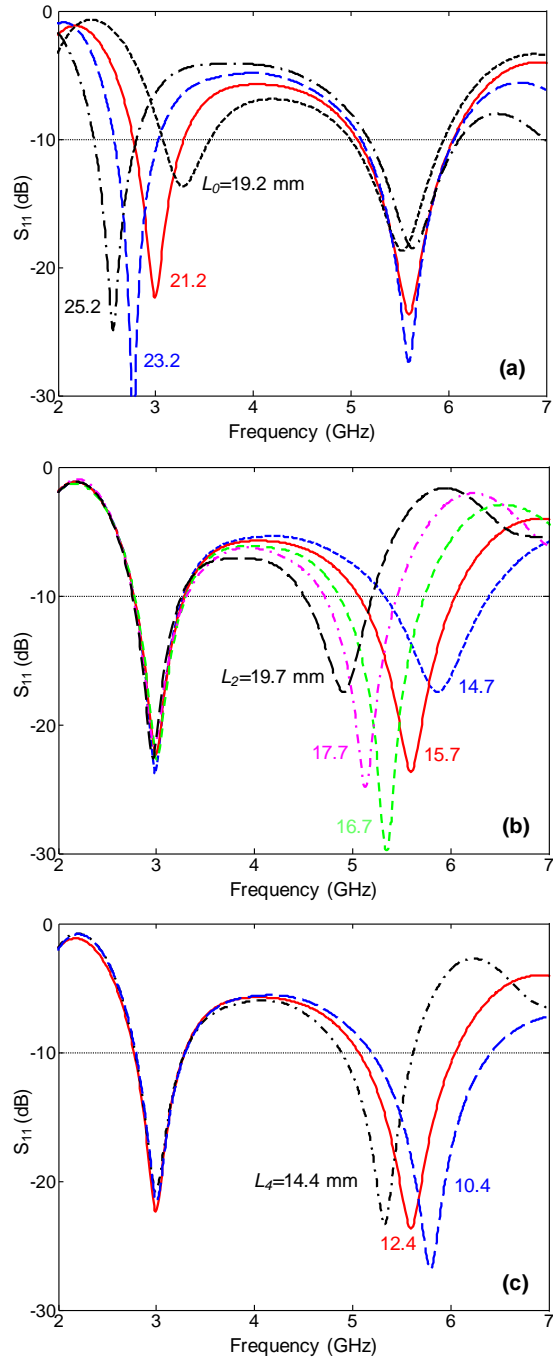 0
-10
-20
-30
S11 (dB)
L0=19.2 mm
25.2
21.2
23.2
(a)
2 3 4 5 6 7
Frequency (GHz)
0
-10
-20
-30
S11 (dB)
L2=19.7 mm
14.7
17.7
15.7
16.7
(b)
2 3 4 5 6 7
Frequency (GHz)
0
-10
-20
-30
S11 (dB)
L4=14.4 mm
10.4
12.4
(c)
2 3 4 5 6 7
Frequency (GHz)